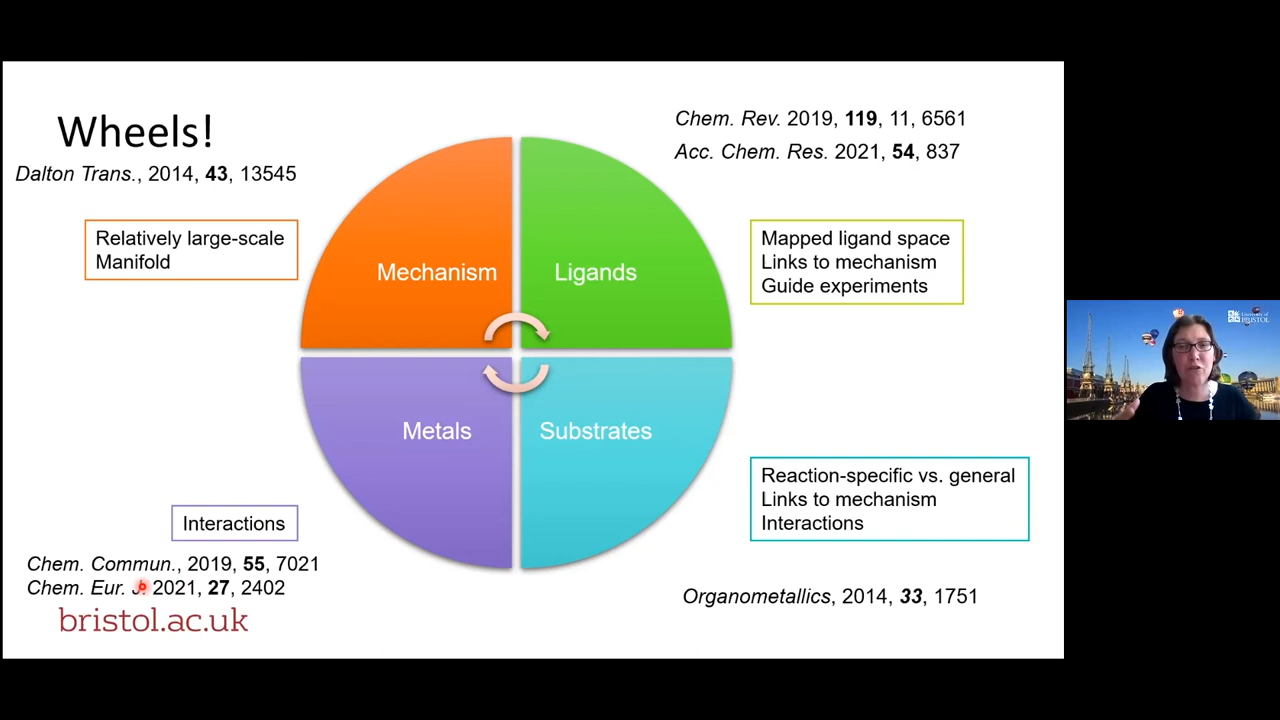 Wheels!
Dalton Trans., 2014, 43, 13545
Chem. Rev. 2019, 119, 11, 6561
Acc. Chem. Res. 2021, 54, 837
Relatively large-scale
Manifold
Mechanism
Ligands
Mapped ligand space
Links to mechanism
Guide experiments
Metals
Substrates
Reaction-specific vs. general
Links to mechanism
Interactions
Interactions
Chem. Commun., 2019, 55, 7021
Chem. Eur. J. 2021, 27, 2402
Organometallics, 2014, 33, 1751
bristol.ac.uk
University of
BRISTOL